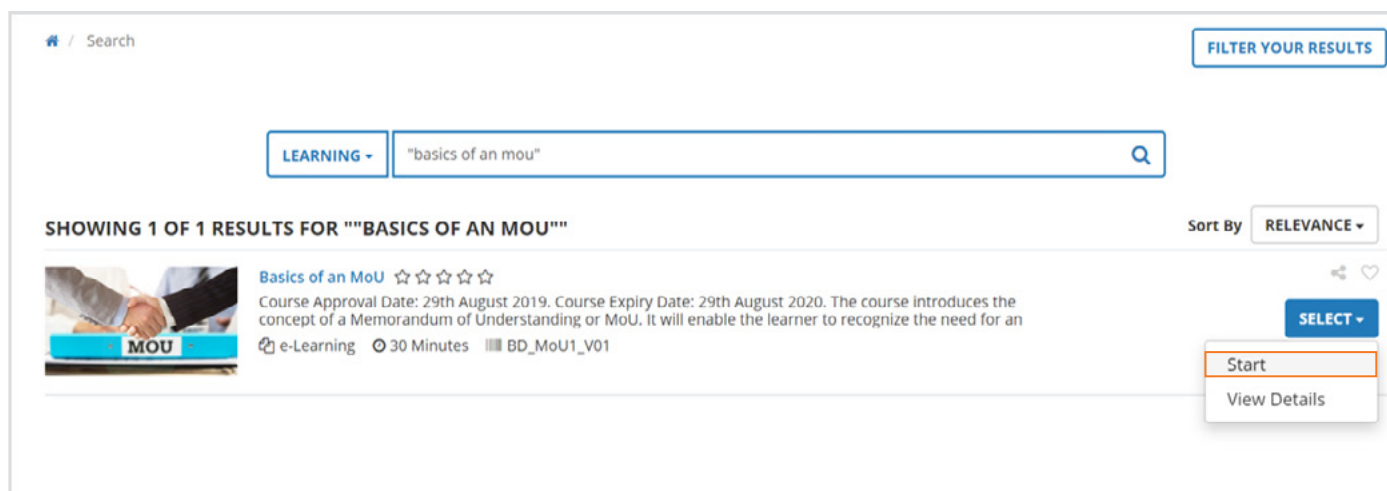 / Search
FILTER YOUR RESULTS
LEARNING
"basics of an mou"
SHOWING 1 OF 1 RESULTS FOR ""BASICS OF AN MOU""
Sort By RELEVANCE
Basics of an MoU
Course Approval Date: 29th August 2019. Course Expiry Date: 29th August 2020. The course introduces the
concept of a Memorandum of Understanding or MoU. It will enable the learner to recognize the need for an
e-Learning 30 Minutes BD_MoU1_V01
MOU
SELECT
Start
View Details